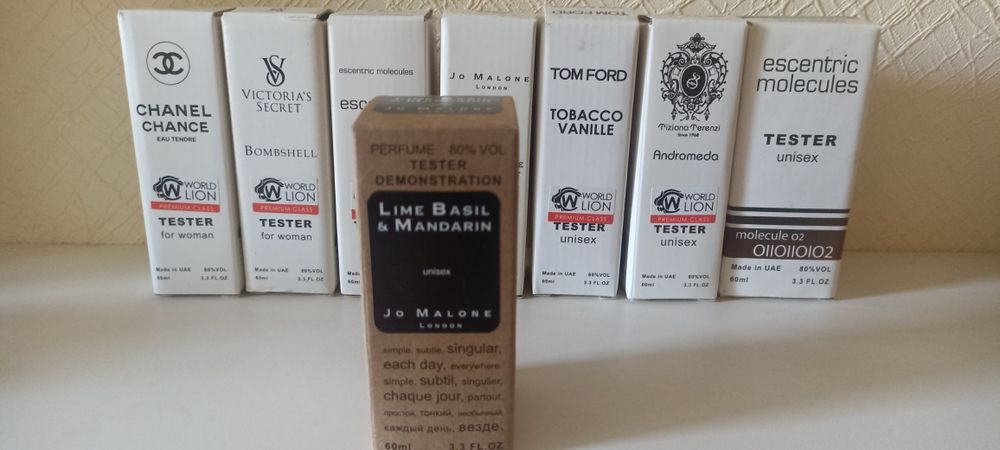 CHANEL
CHANCE
EAU TENDRE
WORLD
LION
PREMIUM CLASS
TESTER
for woman
Made in UAE 80%VOL
60ml 3.3 FL.OZ
VS
VICTORIA'S
SECRET
BOMBSHELL
WORLD
LION
PREMIUM CLASS
TESTER
for woman
Made in UAE 80%VOL
60ml 3.3 FL.OZ
escentric molecules
esc
Made in
60ml
JO MALONE
LONDON
PERFUME 80% VOL
TESTER
DEMONSTRATION
LIME BASIL
& MANDARIN
unisex
JO MALONE
LONDON
simple, subtle, singular,
each day, everywhere.
simple, subtil, singulier,
chaque jour, partout.
простой, тонкий, необычный,
каждый день, везде.
60ml 3.3 FL.OZ
TOM FORD
TOM FORD
TOBACCO
VANILLE
WORLD
LION
PREMIUM CLASS
TESTER
unisex
Made in UAE 80%VOL
60ml 3.3 FL.OZ
Tiziana Terenzi
Since 1968
Andromeda
WORLD
LION
PREMIUM CLASS
TESTER
unisex
Made in UAE 80%VOL
60ml 3.3 FL.OZ
escentric
molecules
TESTER
unisex
molecule 02
0110110102
Made in UAE 80%VOL
60ml 3.3 FL.OZ